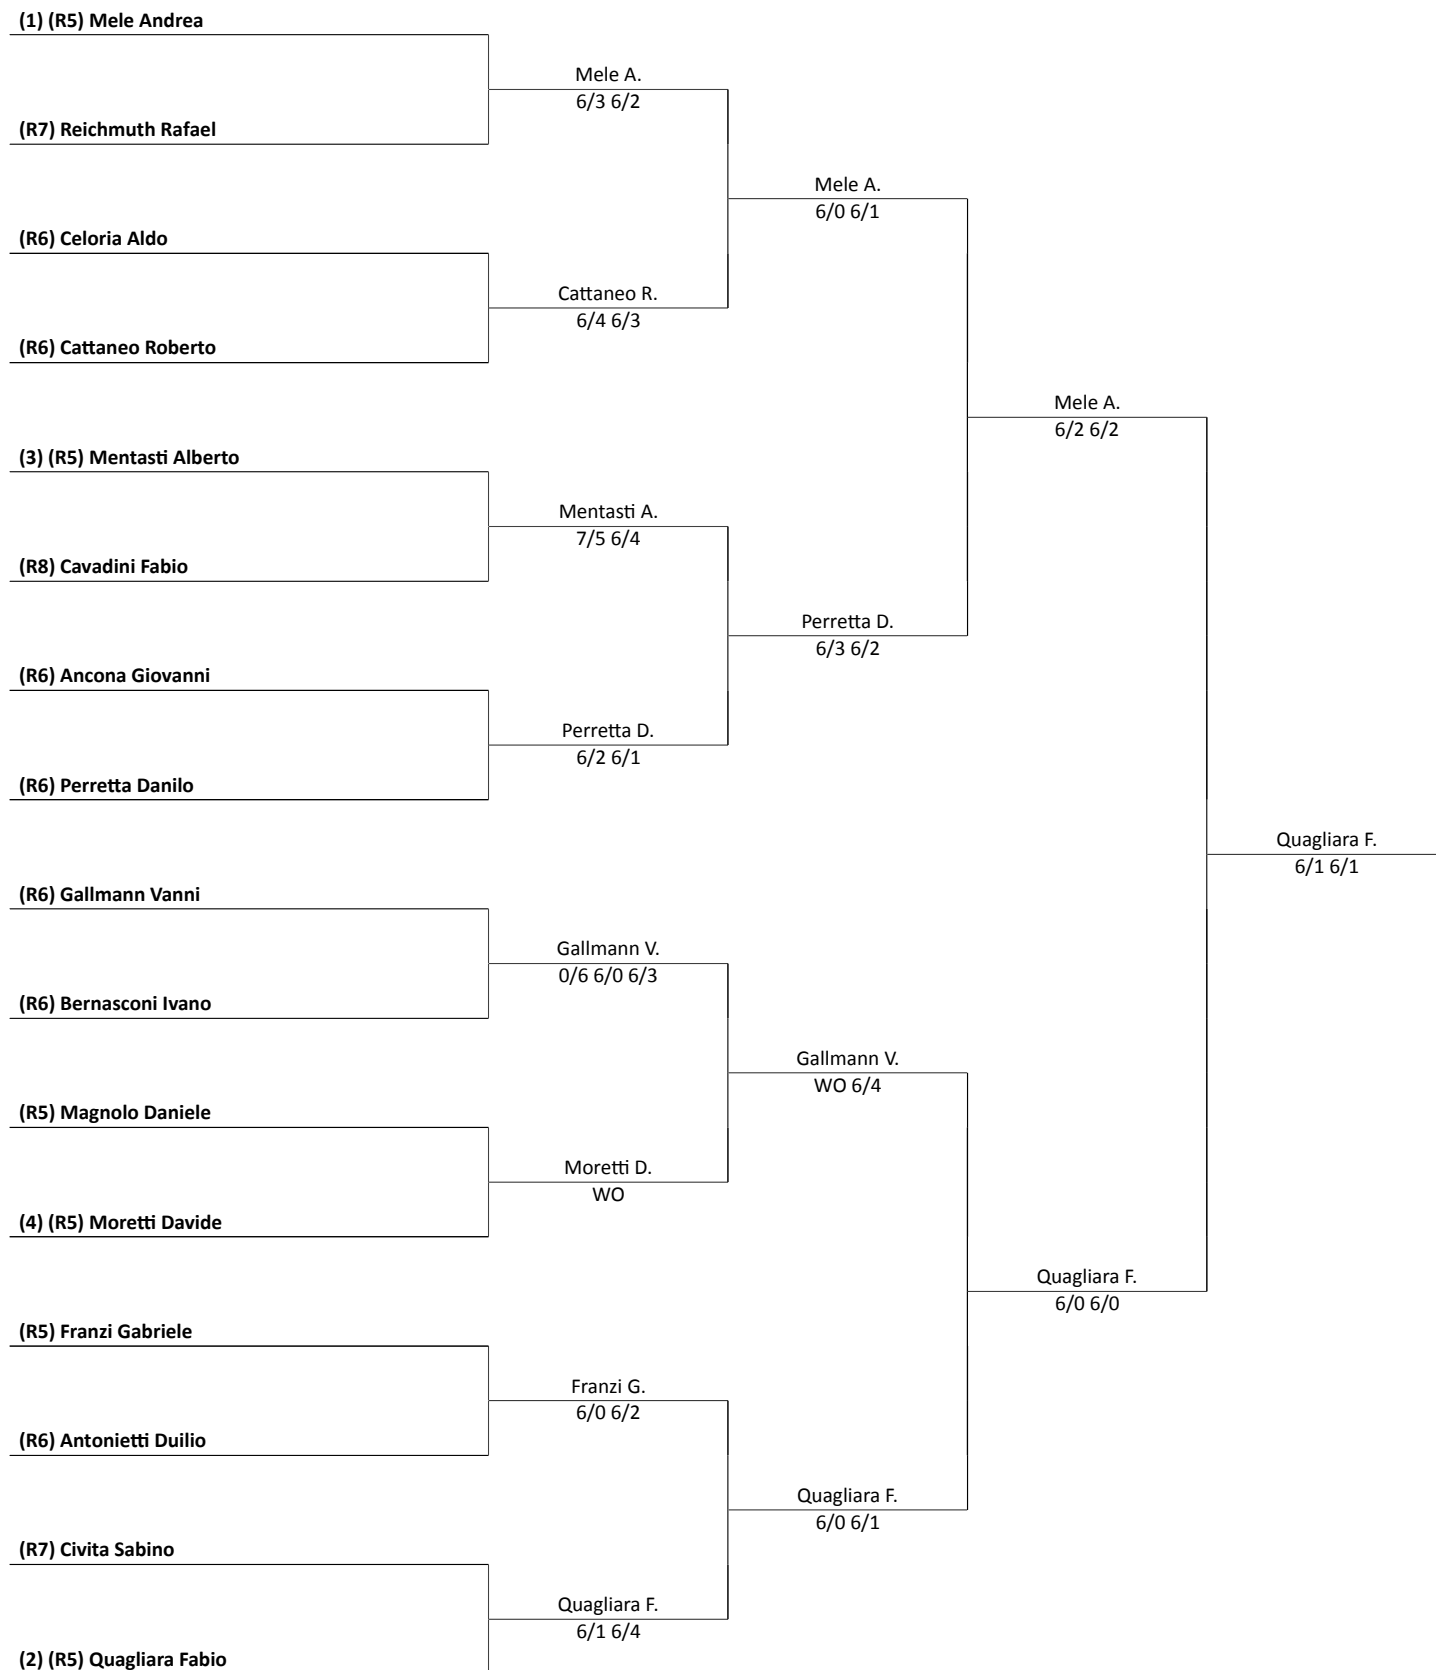 (1) (R5) Mele Andrea
Mele A.
6/3 6/2
(R7) Reichmuth Rafael
Mele A.
6/0 6/1
(R6) Celoria Aldo
Cattaneo R.
6/4 6/3
(R6) Cattaneo Roberto
Mele A.
6/2 6/2
(3) (R5) Mentasti Alberto
Mentasti A.
7/5 6/4
(R8) Cavadini Fabio
Perretta D.
6/3 6/2
(R6) Ancona Giovanni
Perretta D.
6/2 6/1
(R6) Perretta Danilo
Quagliara F.
6/1 6/1
(R6) Gallmann Vanni
Gallmann V.
0/6 6/0 6/3
(R6) Bernasconi Ivano
Gallmann V.
WO 6/4
(R5) Magnolo Daniele
Moretti D.
WO
(4) (R5) Moretti Davide
Quagliara F.
6/0 6/0
(R5) Franzi Gabriele
Franzi G.
6/0 6/2
(R6) Antonietti Duilio
Quagliara F.
6/0 6/1
(R7) Civita Sabino
Quagliara F.
6/1 6/4
(2) (R5) Quagliara Fabio